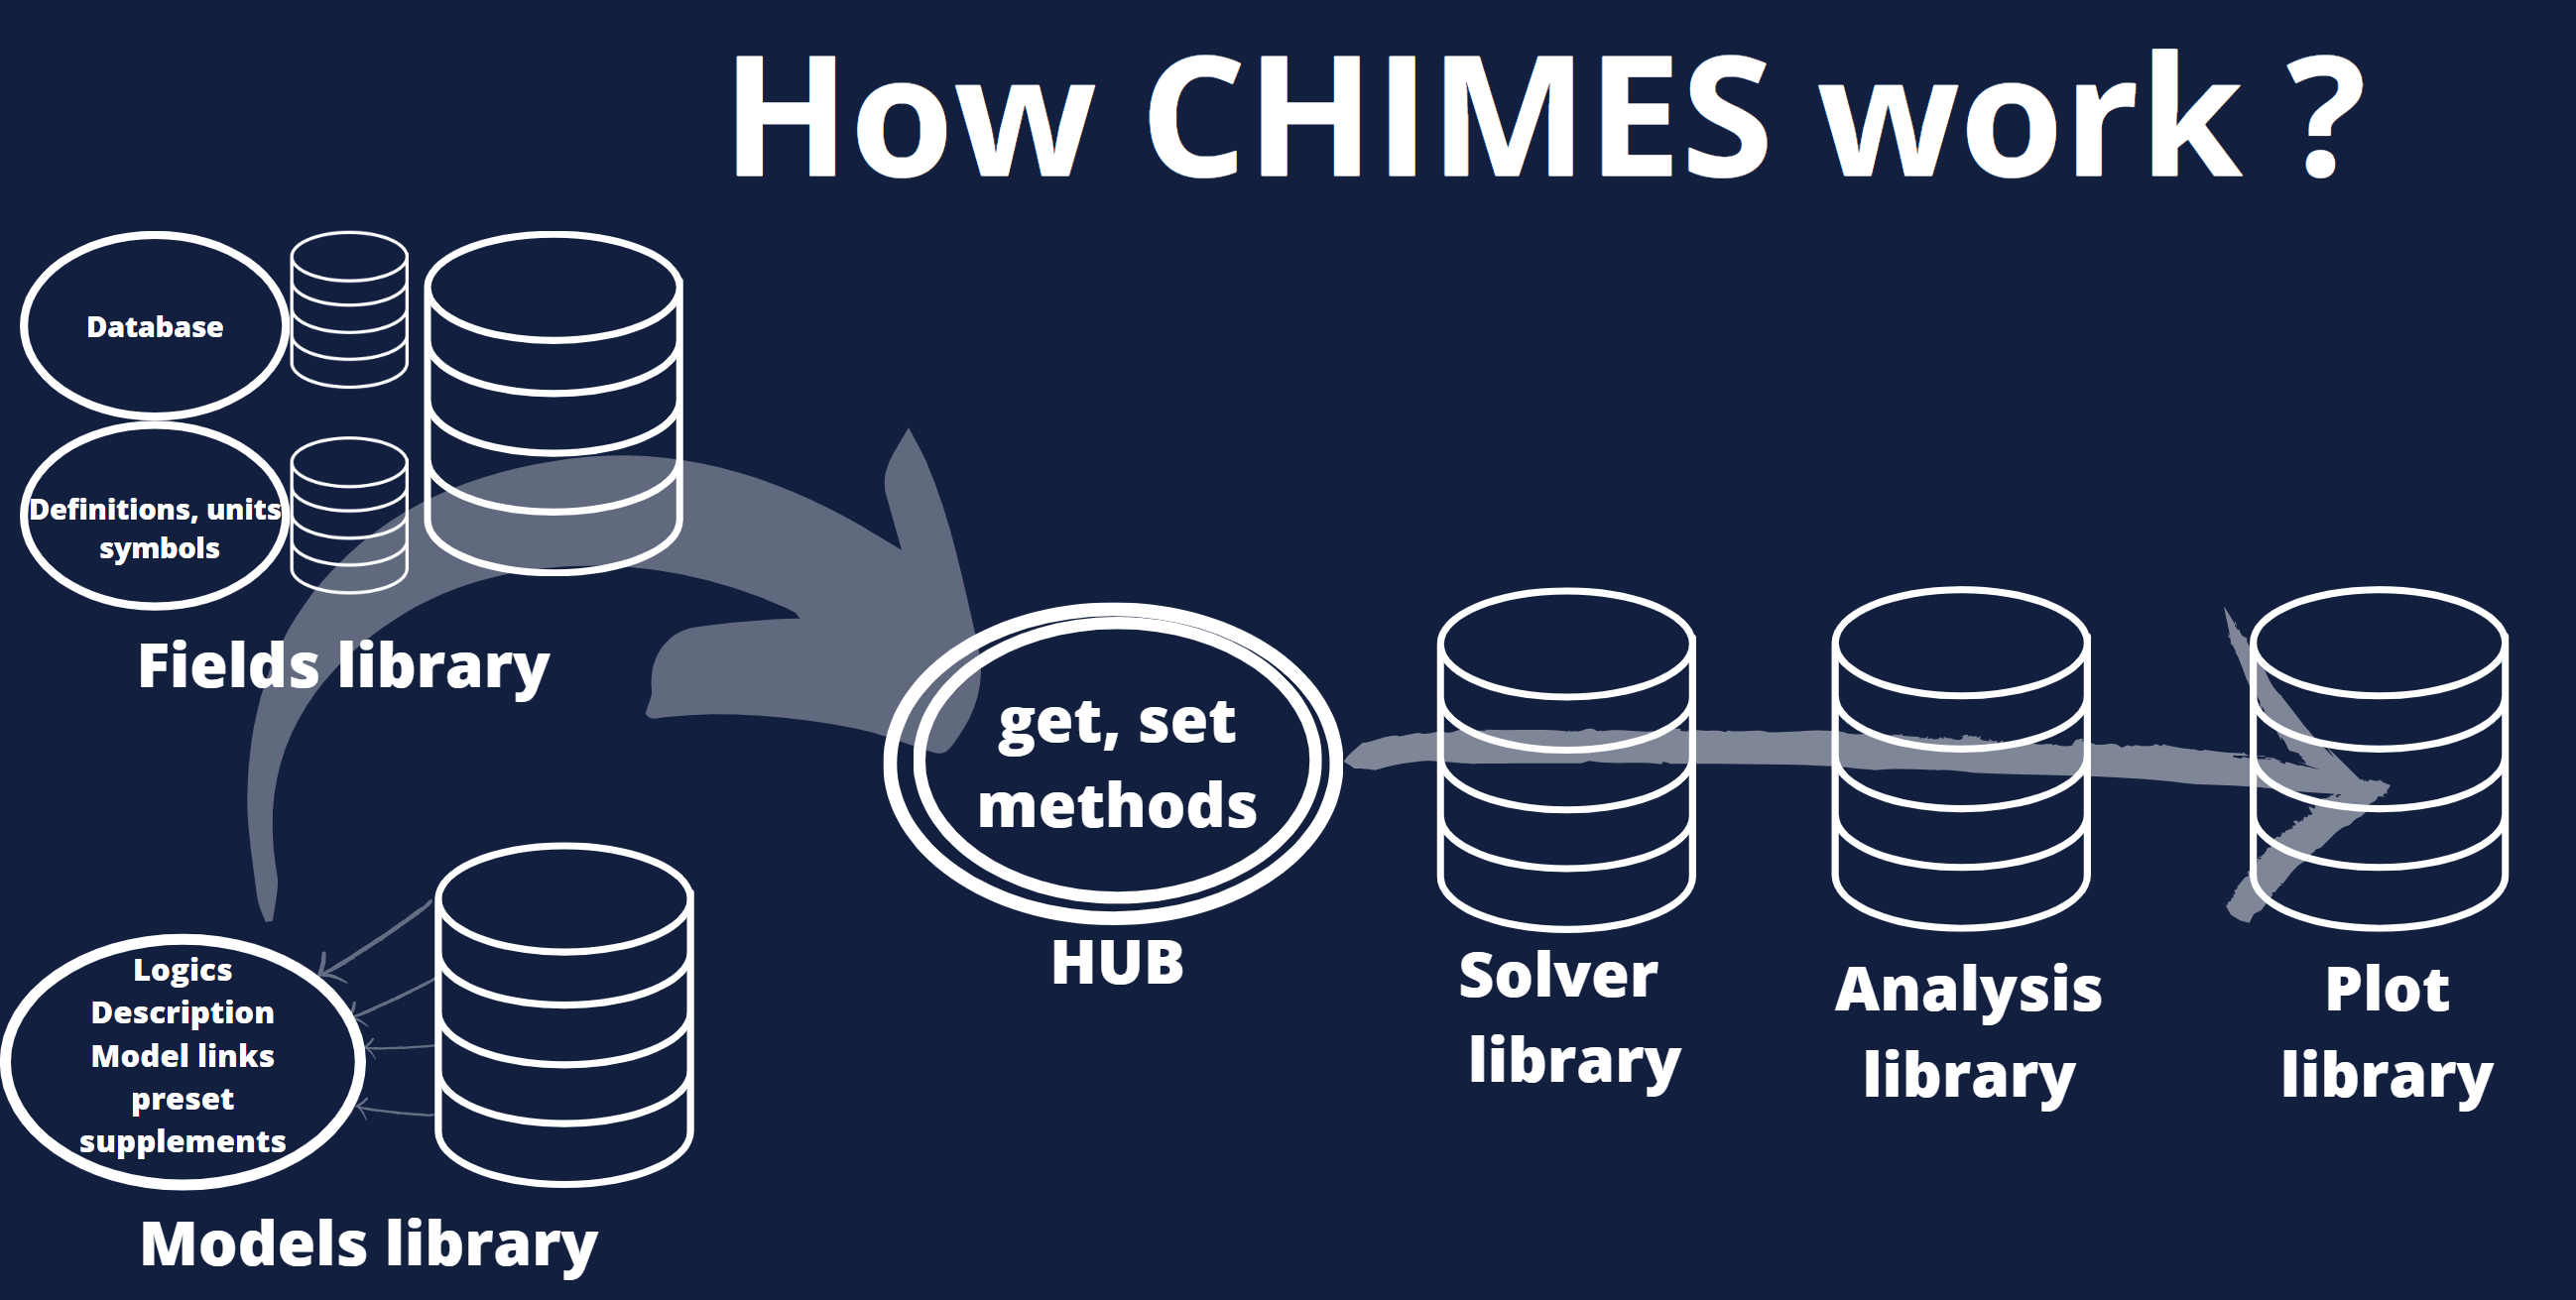 How CHIMES work ?
Database
Definitions, units
symbols
Fields library
Logics
Description
Model links
preset
supplements
Models library
get, set
methods
HUB
Solver
library
Analysis
library
Plot
library